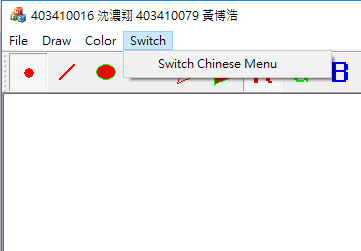 403410016 沈濃翔 403410079 黃博浩
File Draw Color Switch
Switch Chinese Menu
B